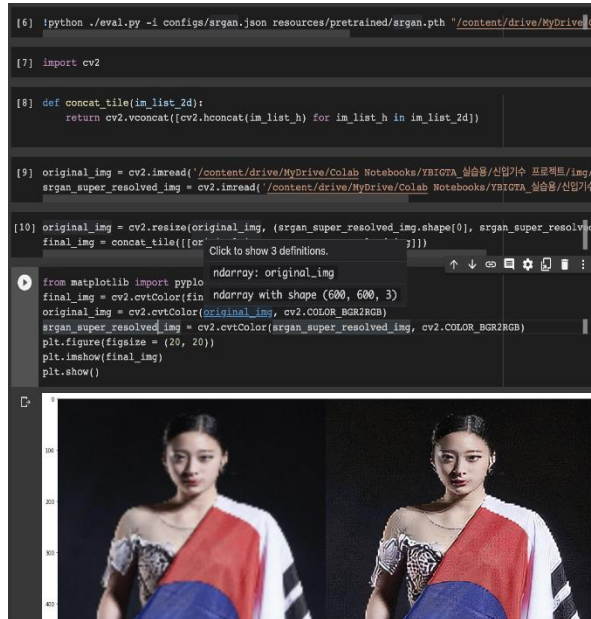 [6] !python ./eval.py -i configs/srgan.json resources/pretrained/srgan.pth "/content/drive/MyDrive/
[7] import cv2
[8] def concat_tile(im_list_2d):
return cv2.vconcat([cv2.hconcat(im_list_h) for im_list_h in im_list_2d])
[9] original_img = cv2.imread('/content/drive/MyDrive/Colab Notebooks/YBIGTA_실습용/신입기수 프로젝트/img/
srgan_super_resolved_img = cv2.imread('/content/drive/MyDrive/Colab Notebooks/YBIGTA_실습용/신입기수
[10] original_img = cv2.resize(original_img, (srgan_super_resolved_img.shape[0], srgan_super_resolved
final_img = concat_tile([[
Click to show 3 definitions.
ndarray: original_img
ndarray with shape (600, 600, 3)
from matplotlib import pyplo
final_img = cv2.cvtColor(fin
original_img = cv2.cvtColor(original_img, cv2.COLOR_BGR2RGB)
srgan_super_resolved_img = cv2.cvtColor(srgan_super_resolved_img, cv2.COLOR_BGR2RGB)
plt.figure(figsize = (20, 20))
plt.imshow(final_img)
plt.show()
0
100
200
300
400